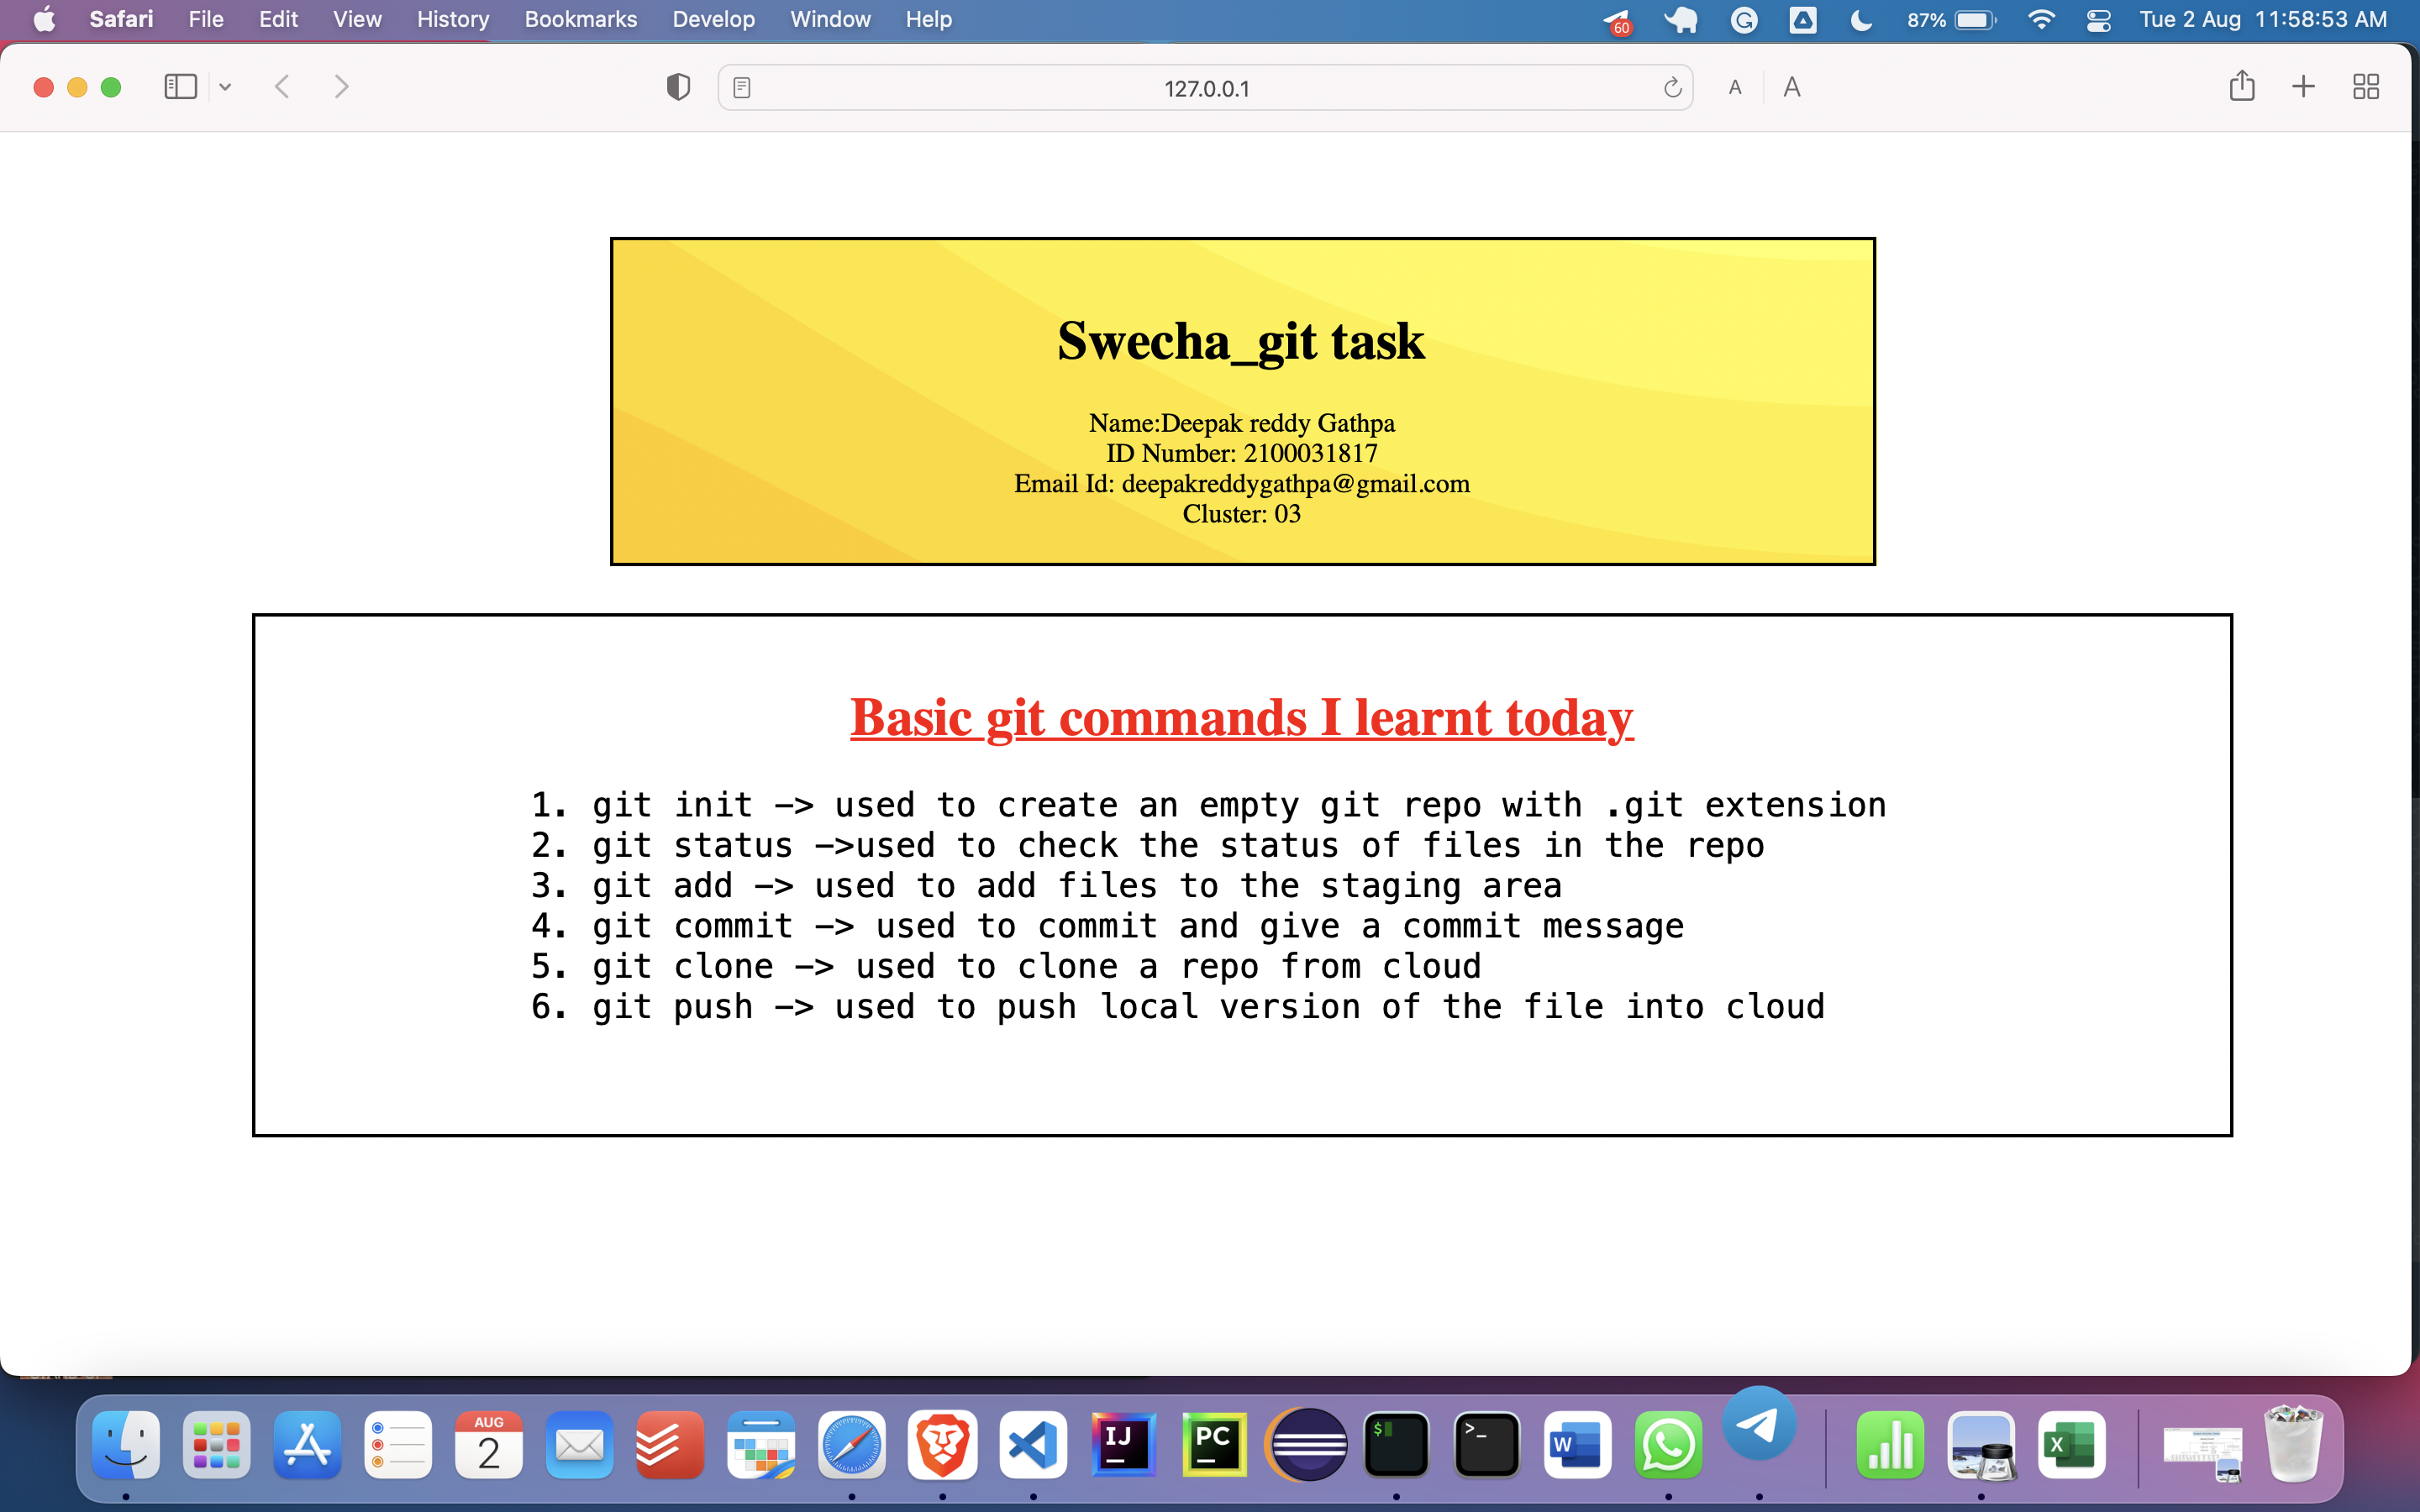 Safari File Edit View History Bookmarks Develop Window Help 60 87% Tue 2 Aug 11:58:53 AM
127.0.0.1 A A
Swecha_git task
Name:Deepak reddy Gathpa
ID Number: 2100031817
Email Id: deepakreddygathpa@gmail.com
Cluster: 03
Basic git commands I learnt today
1. git init -> used to create an empty git repo with .git extension
2. git status ->used to check the status of files in the repo
3. git add -> used to add files to the staging area
4. git commit -> used to commit and give a commit message
5. git clone -> used to clone a repo from cloud
6. git push -> used to push local version of the file into cloud
AUG
2
IJ
PC
$
>_
W
X